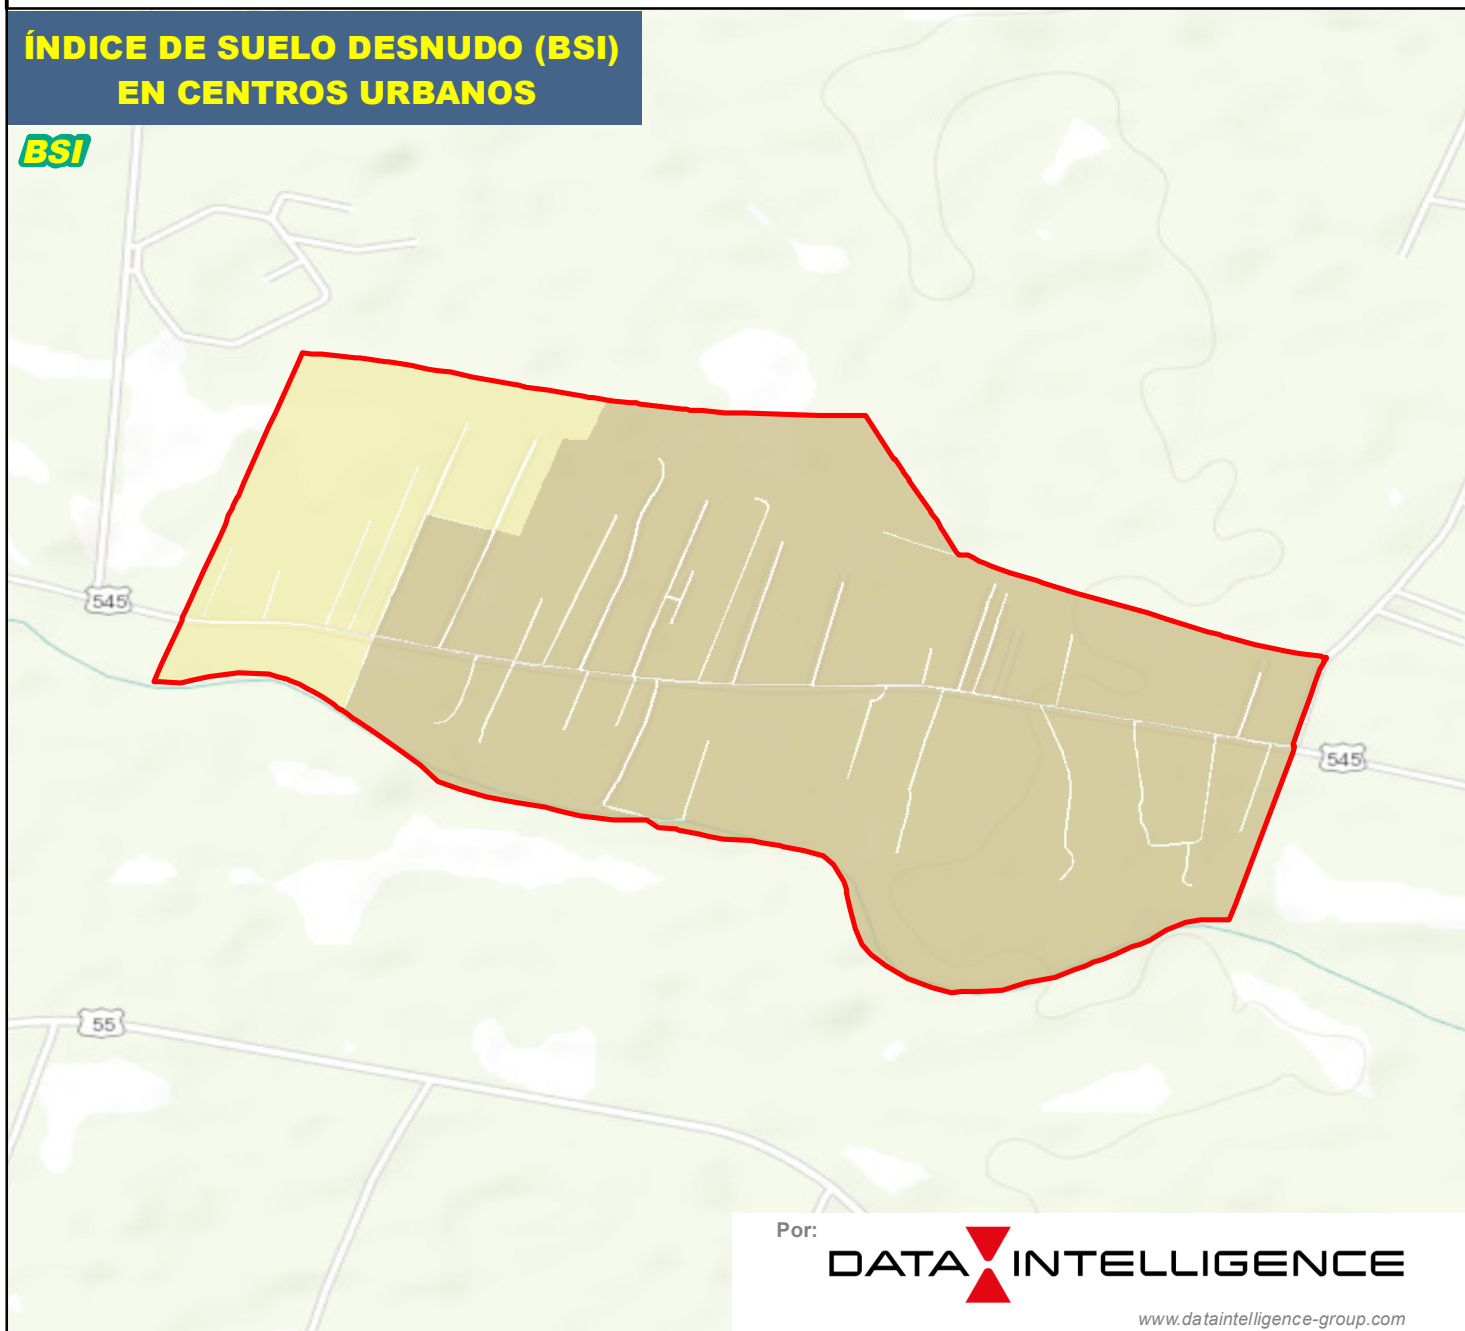 ÍNDICE DE SUELO DESNUDO (BSI)
EN CENTROS URBANOS
BSI
545
545
55
Por:
DATA INTELLIGENCE
www.dataintelligence-group.com